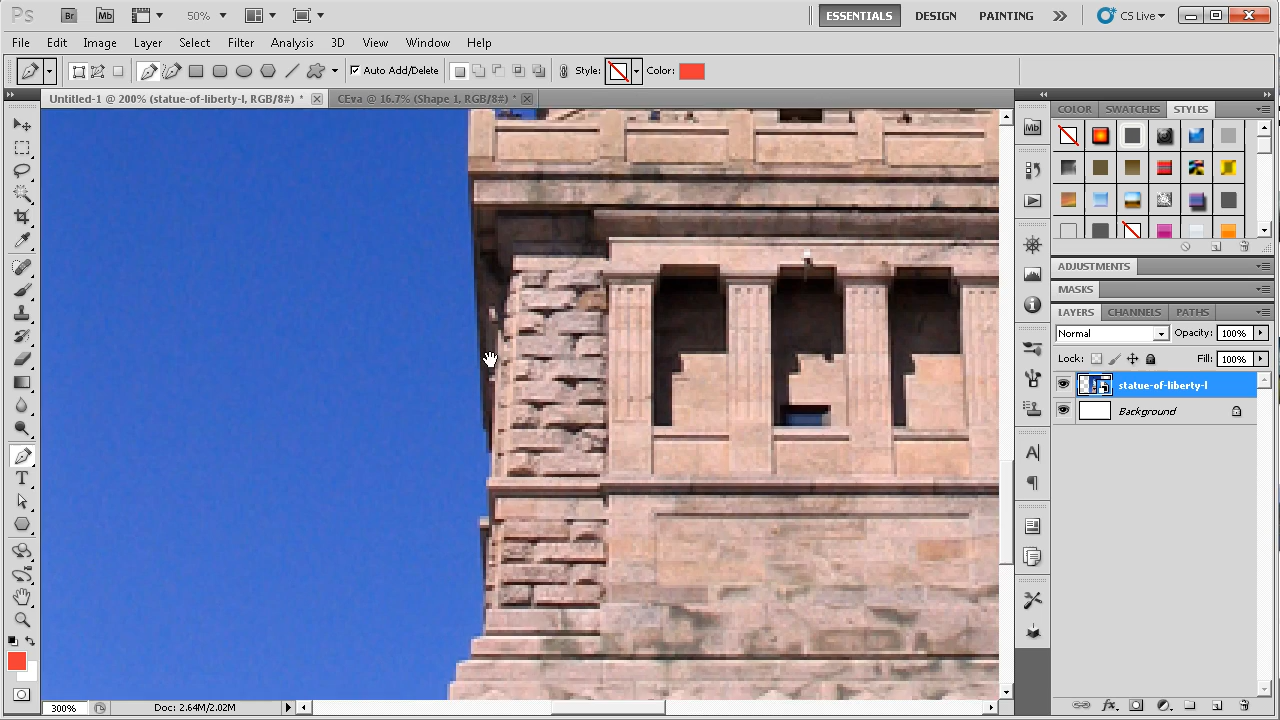 Ps Br Mb 50% ESSENTIALS DESIGN PAINTING CS Live
File Edit Image Layer Select Filter Analysis 3D View Window Help
Auto Add/Delete Style: Color:
Untitled-1 @ 200% (statue-of-liberty-l, RGB/8#) * CEva @ 16.7% (Shape 1, RGB/8#) *
COLOR SWATCHES STYLES
Mb
ADJUSTMENTS
MASKS
LAYERS CHANNELS PATHS
Normal Opacity: 100%
Lock: Fill: 100%
statue-of-liberty-l
Background
A
T
fx
300% Doc: 2.64M/2.02M